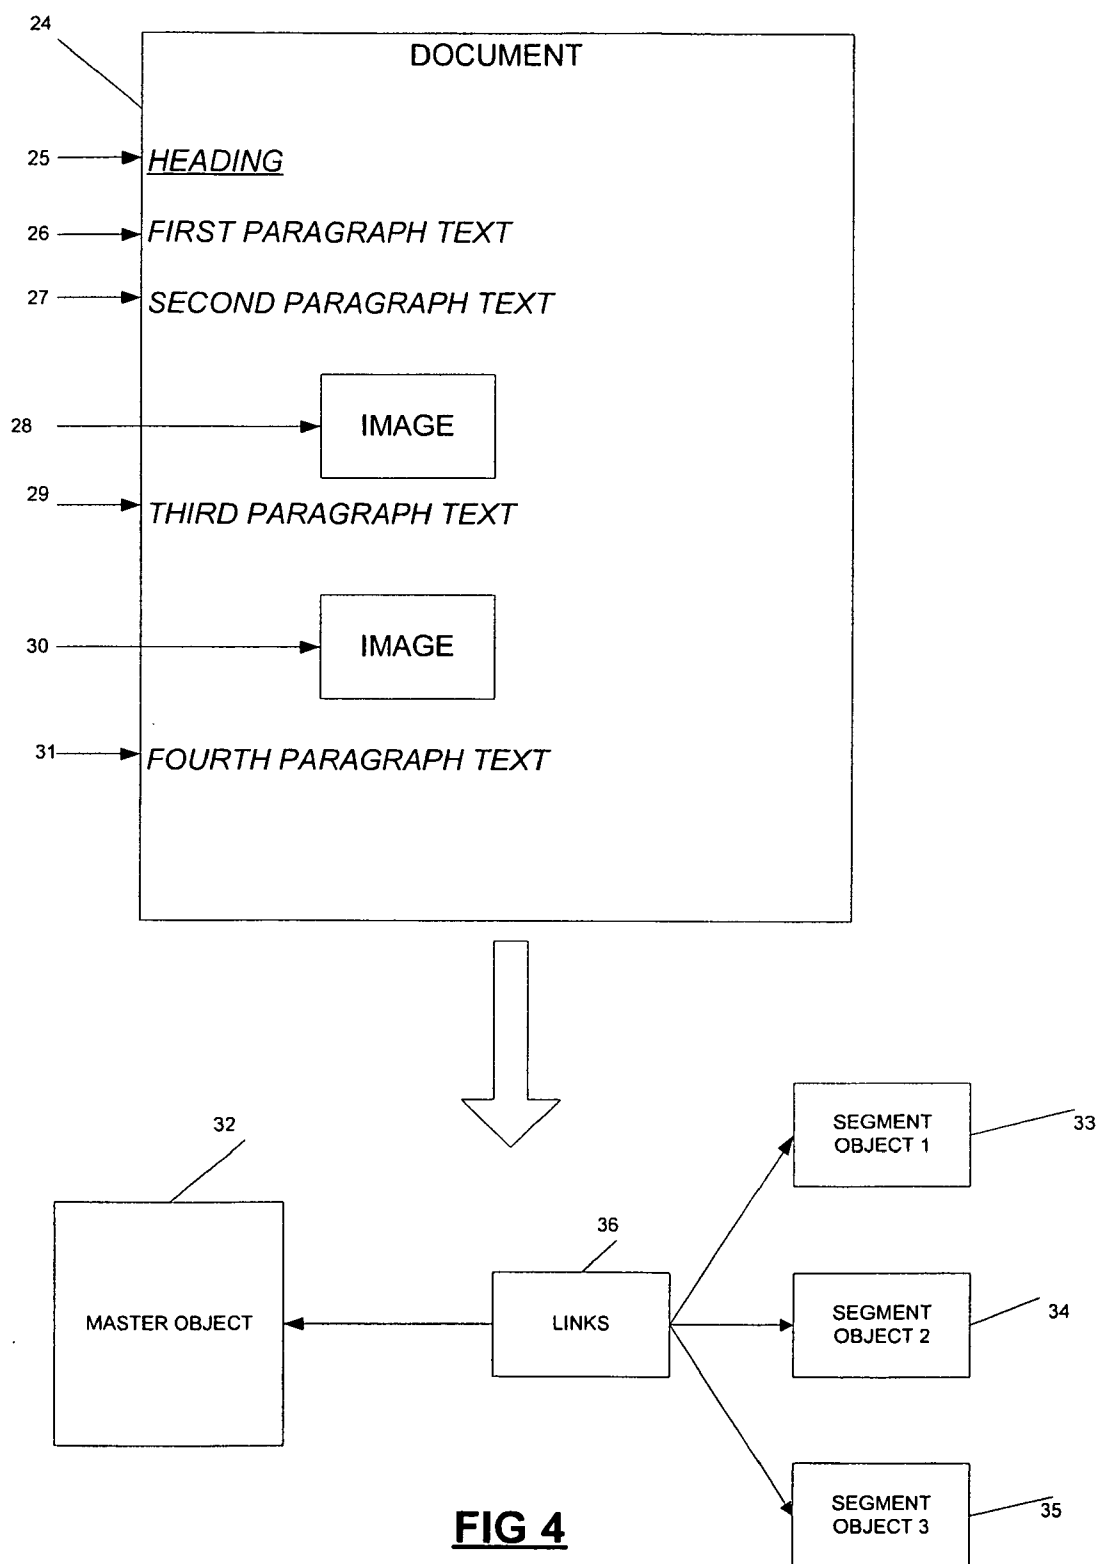 24
DOCUMENT
25
HEADING
26
FIRST PARAGRAPH TEXT
27
SECOND PARAGRAPH TEXT
28
IMAGE
29
THIRD PARAGRAPH TEXT
30
IMAGE
31
FOURTH PARAGRAPH TEXT
32
MASTER OBJECT
36
LINKS
SEGMENT
OBJECT 1
33
SEGMENT
OBJECT 2
34
SEGMENT
OBJECT 3
35
FIG 4